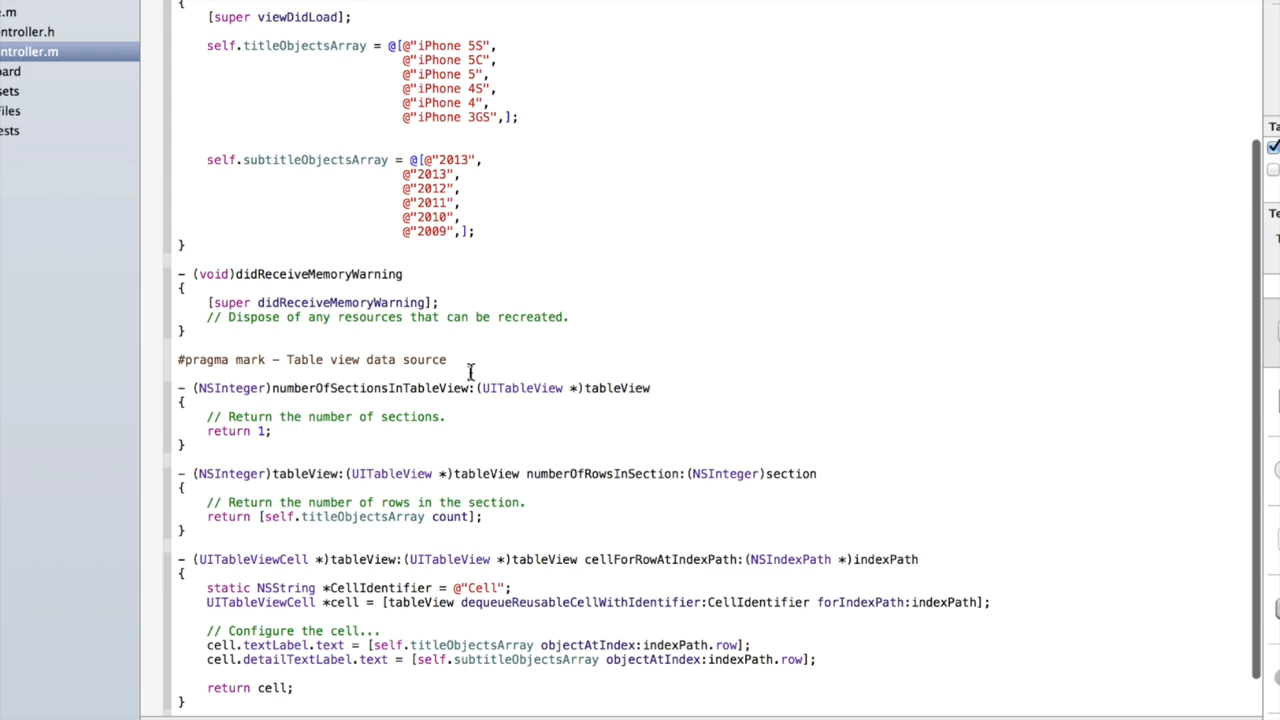 e.m
ontroller.h
ontroller.m
oard
sets
Files
ests
{
[super viewDidLoad];
self.titleObjectsArray = @[@"iPhone 5S",
@"iPhone 5C",
@"iPhone 5",
@"iPhone 4S",
@"iPhone 4",
@"iPhone 3GS",];
self.subtitleObjectsArray = @[@"2013",
@"2013",
@"2012",
@"2011",
@"2010",
@"2009",];
}
- (void)didReceiveMemoryWarning
{
[super didReceiveMemoryWarning];
// Dispose of any resources that can be recreated.
}
#pragma mark - Table view data source
- (NSInteger)numberOfSectionsInTableView:(UITableView *)tableView
{
// Return the number of sections.
return 1;
}
- (NSInteger)tableView:(UITableView *)tableView numberOfRowsInSection:(NSInteger)section
{
// Return the number of rows in the section.
return [self.titleObjectsArray count];
}
- (UITableViewCell *)tableView:(UITableView *)tableView cellForRowAtIndexPath:(NSIndexPath *)indexPath
{
static NSString *CellIdentifier = @"Cell";
UITableViewCell *cell = [tableView dequeueReusableCellWithIdentifier:CellIdentifier forIndexPath:indexPath];
// Configure the cell...
cell.textLabel.text = [self.titleObjectsArray objectAtIndex:indexPath.row];
cell.detailTextLabel.text = [self.subtitleObjectsArray objectAtIndex:indexPath.row];
return cell;
}
Ta
Te